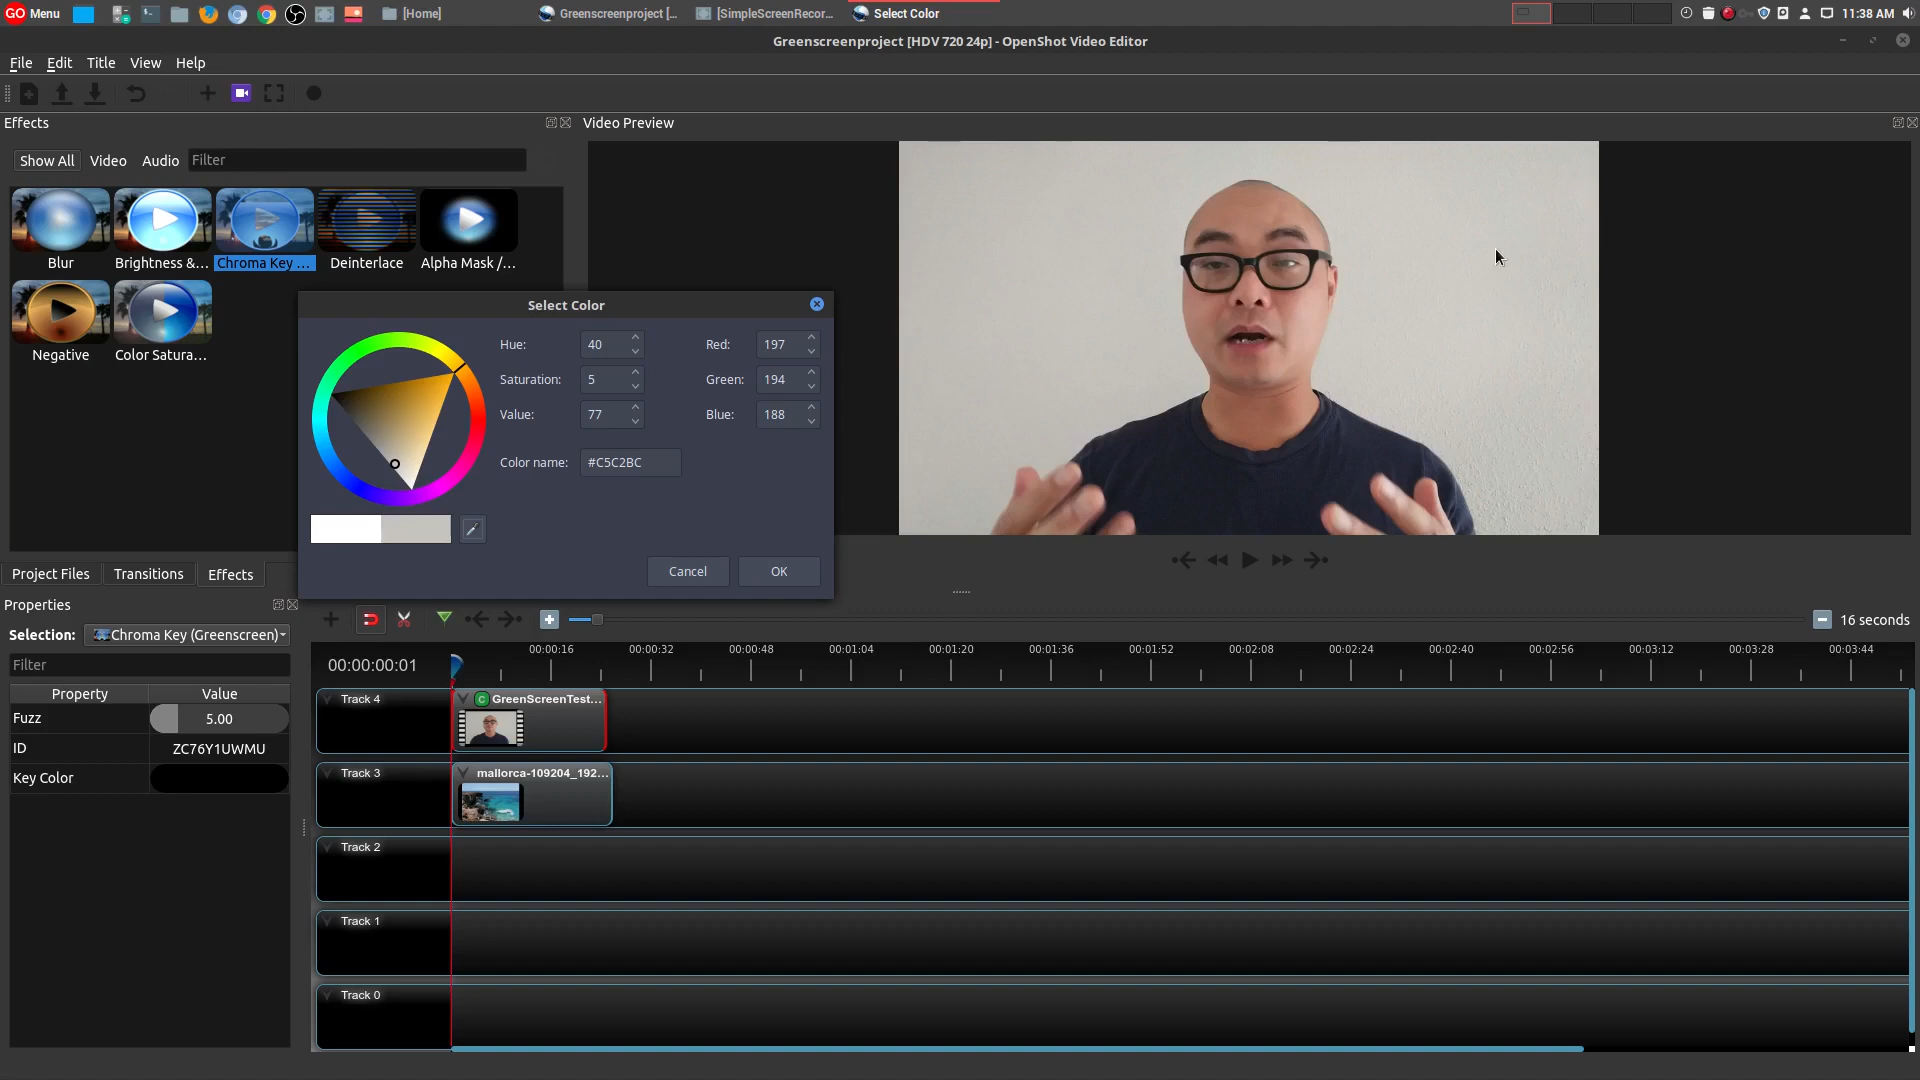 GO Menu
[Home]
Greenscreenproject [...
[SimpleScreenRecor...
Select Color
11:38 AM
Greenscreenproject [HDV 720 24p] - OpenShot Video Editor
File Edit Title View Help
Effects
Video Preview
Show All Video Audio Filter
Blur
Brightness &...
Chroma Key ...
Deinterlace
Alpha Mask /...
Negative
Color Satura...
Select Color
Hue: 40 Red: 197
Saturation: 5 Green: 194
Value: 77 Blue: 188
Color name: #C5C2BC
Cancel OK
Project Files Transitions Effects
Properties
Selection: Chroma Key (Greenscreen)
Filter
Property Value
Fuzz 5.00
ID ZC76Y1UWMU
Key Color
16 seconds
00:00:00:01
00:00:16 00:00:32 00:00:48 00:01:04 00:01:20 00:01:36 00:01:52 00:02:08 00:02:24 00:02:40 00:02:56 00:03:12 00:03:28 00:03:44
Track 4
C GreenScreenTest...
Track 3
mallorca-109204_192...
Track 2
Track 1
Track 0